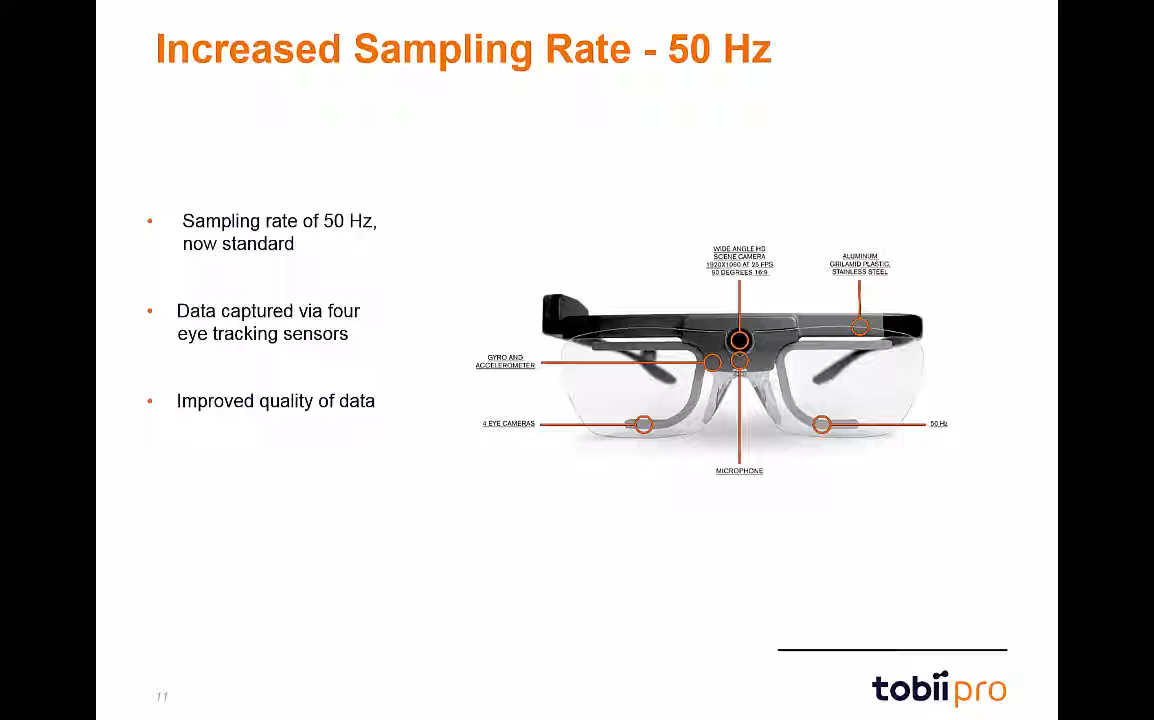 Increased Sampling Rate - 50 Hz
• Sampling rate of 50 Hz,
now standard
• Data captured via four
eye tracking sensors
• Improved quality of data
WIDE ANGLE HD
SCENE CAMERA
1920X1080 AT 25 FPS
90 DEGREES 16:9
ALUMINUM
GRILAMID PLASTIC,
STAINLESS STEEL
GYRO AND
ACCELEROMETER
4 EYE CAMERAS
50 Hz
MICROPHONE
11
tobii pro